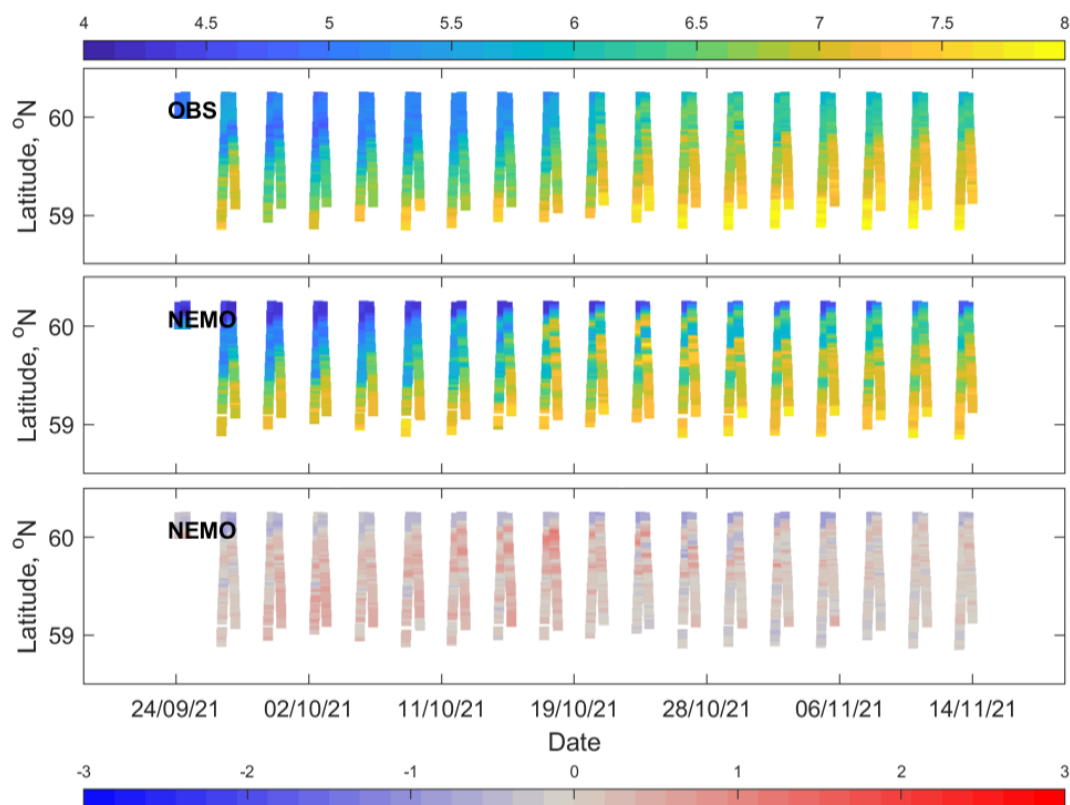 4 4.5 5 5.5 6 6.5 7 7.5 8
Latitude, °N
60
59
OBS
Latitude, °N
60
59
NEMO
Latitude, °N
60
59
NEMO
24/09/21 02/10/21 11/10/21 19/10/21 28/10/21 06/11/21 14/11/21
Date
-3 -2 -1 0 1 2 3